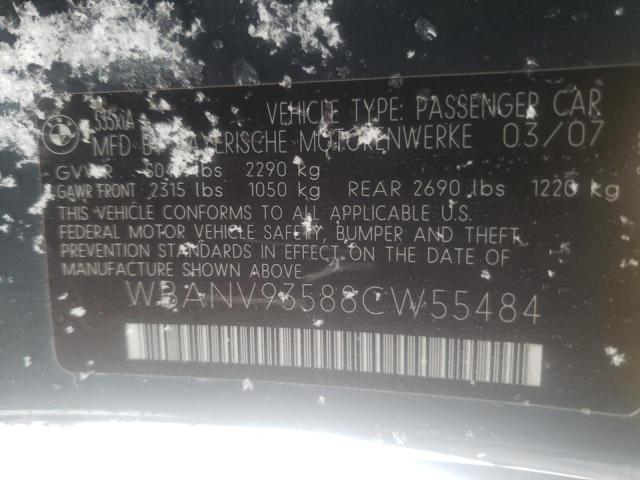 535xiA VEHICLE TYPE: PASSENGER CAR
MFD BY BAYERISCHE MOTORENWERKE 03/07
GVWR lbs 2290 kg
GAWR FRONT 2315 lbs 1050 kg REAR 2690 lbs 1220 kg
THIS VEHICLE CONFORMS TO ALL APPLICABLE U.S.
FEDERAL MOTOR VEHICLE SAFETY, BUMPER AND THEFT
PREVENTION STANDARDS IN EFFECT ON THE DATE OF
MANUFACTURE SHOWN ABOVE.
WBANV93588CW55484